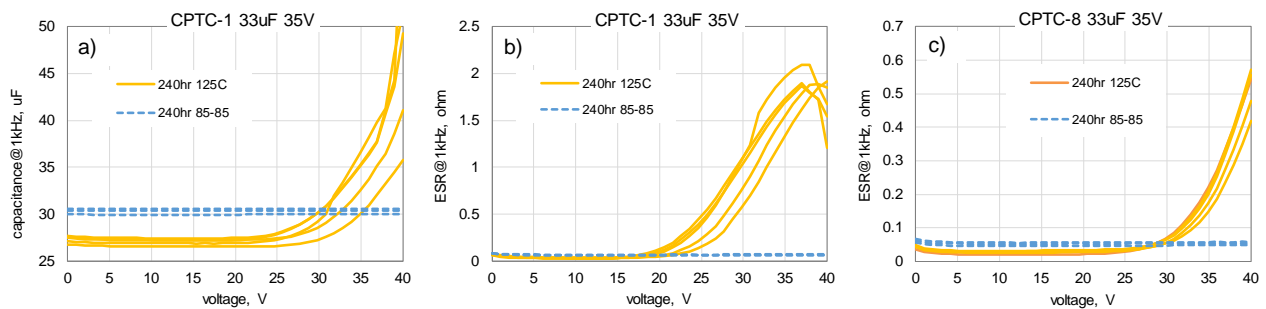 CPTC-1 33uF 35V
a)
240hr 125C
240hr 85-85
capacitance@1kHz, uF
50
45
40
35
30
25
0 5 10 15 20 25 30 35 40
voltage, V
CPTC-1 33uF 35V
b)
240hr 125C
240hr 85-85
ESR@1kHz, ohm
2.5
2
1.5
1
0.5
0
0 5 10 15 20 25 30 35 40
voltage, V
CPTC-8 33uF 35V
c)
240hr 125C
240hr 85-85
ESR@1kHz, ohm
0.7
0.6
0.5
0.4
0.3
0.2
0.1
0
0 5 10 15 20 25 30 35 40
voltage, V